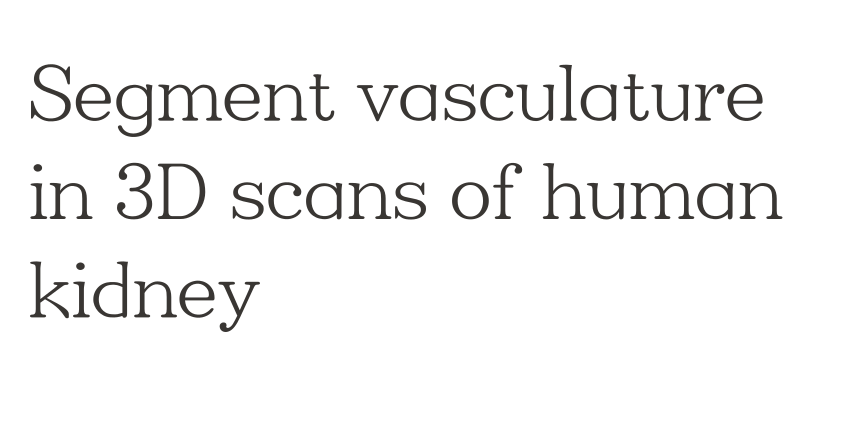 Segment vasculature
in 3D scans of human
kidney